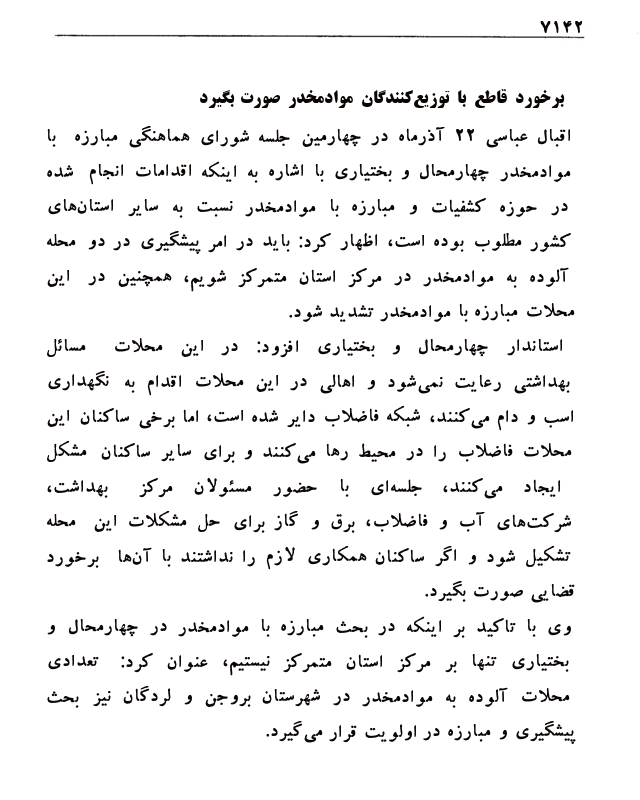 ۷۱۴۲
برخورد قاطع با توزیع‌کنندگان موادمخدر صورت بگیرد
اقبال عباسی ۲۲ آذرماه در چهارمین جلسه شورای هماهنگی مبارزه با
موادمخدر چهارمحال و بختیاری با اشاره به اینکه اقدامات انجام شده
در حوزه کشفیات و مبارزه با موادمخدر نسبت به سایر استان‌های
کشور مطلوب بوده است، اظهار کرد: باید در امر پیشگیری در دو محله
آلوده به موادمخدر در مرکز استان متمرکز شویم، همچنین در این
محلات مبارزه با موادمخدر تشدید شود.
استاندار چهارمحال و بختیاری افزود: در این محلات مسائل
بهداشتی رعایت نمی‌شود و اهالی در این محلات اقدام به نگهداری
اسب و دام می‌کنند، شبکه فاضلاب دایر شده است، اما برخی ساکنان این
محلات فاضلاب را در محیط رها می‌کنند و برای سایر ساکنان مشکل
ایجاد می‌کنند، جلسه‌ای با حضور مسئولان مرکز بهداشت،
شرکت‌های آب و فاضلاب، برق و گاز برای حل مشکلات این محله
تشکیل شود و اگر ساکنان همکاری لازم را نداشتند با آن‌ها برخورد
قضایی صورت بگیرد.
وی با تاکید بر اینکه در بحث مبارزه با موادمخدر در چهارمحال و
بختیاری تنها بر مرکز استان متمرکز نیستیم، عنوان کرد: تعدادی
محلات آلوده به موادمخدر در شهرستان بروجن و لردگان نیز بحث
پیشگیری و مبارزه در اولویت قرار می‌گیرد.